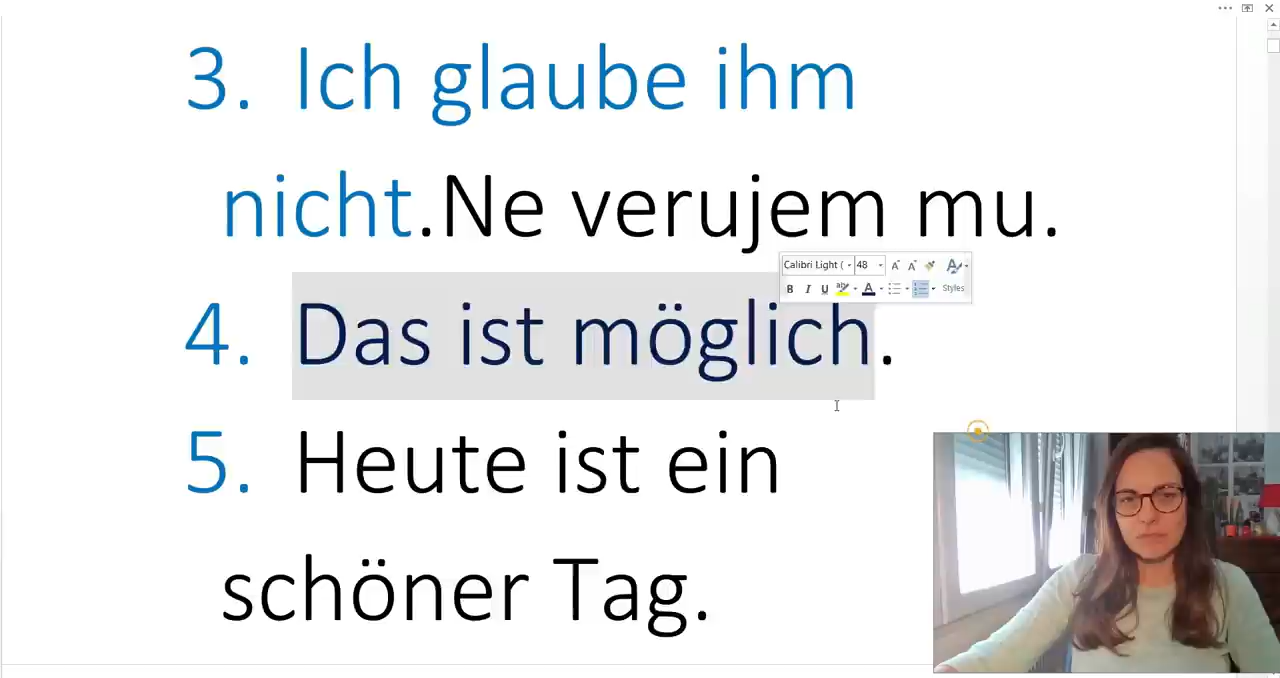 3. Ich glaube ihm
nicht.Ne verujem mu.
Calibri Light ( 48
B I U Styles
4. Das ist möglich.
5. Heute ist ein
schöner Tag.